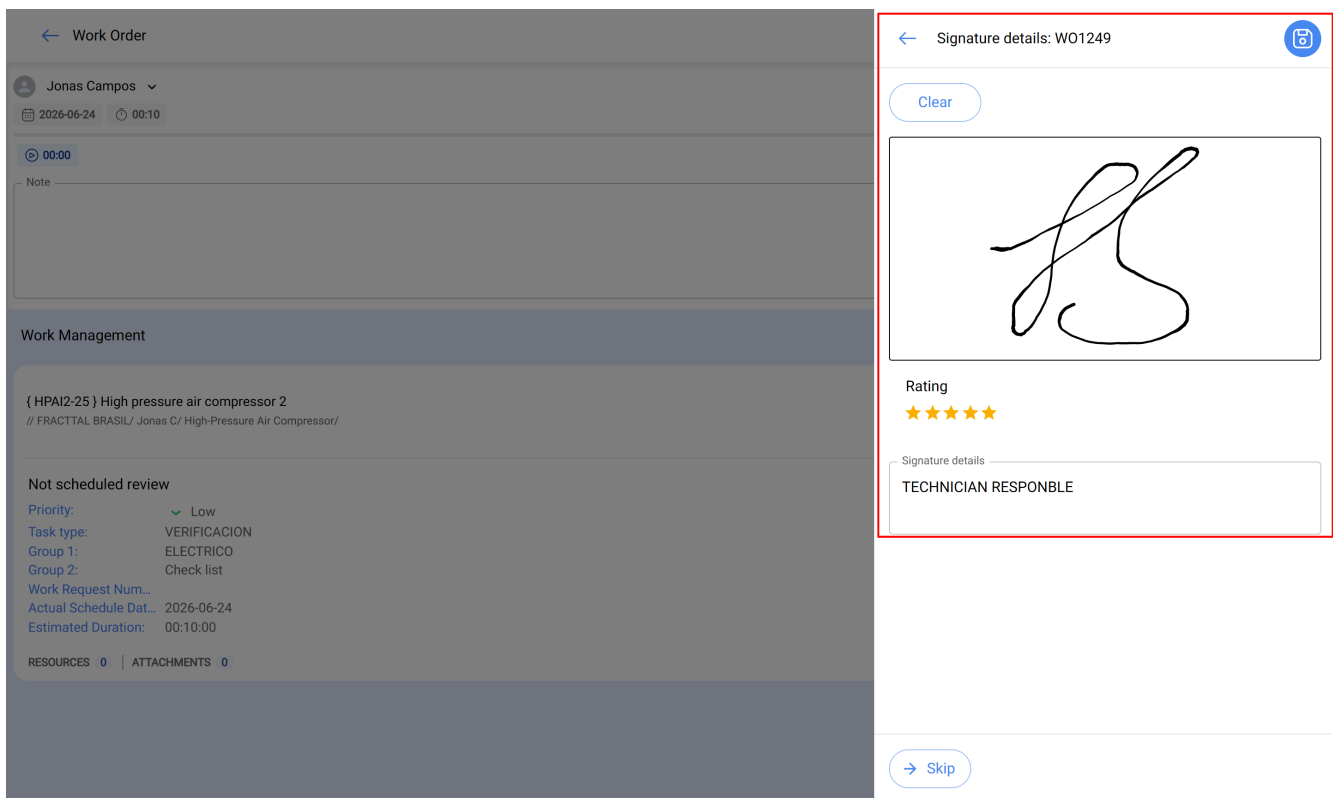 Work Order
Jonas Campos
2026-06-24 00:10
00:00
Note
Work Management
{ HPAI2-25 } High pressure air compressor 2
// FRACTTAL BRASIL/ Jonas C/ High-Pressure Air Compressor/
Not scheduled review
Priority: Low
Task type: VERIFICACION
Group 1: ELECTRICO
Group 2: Check list
Work Request Num...
Actual Schedule Dat... 2026-06-24
Estimated Duration: 00:10:00
RESOURCES 0 | ATTACHMENTS 0
Signature details: WO1249
Clear
Rating
Signature details
TECHNICIAN RESPONBLE
Skip